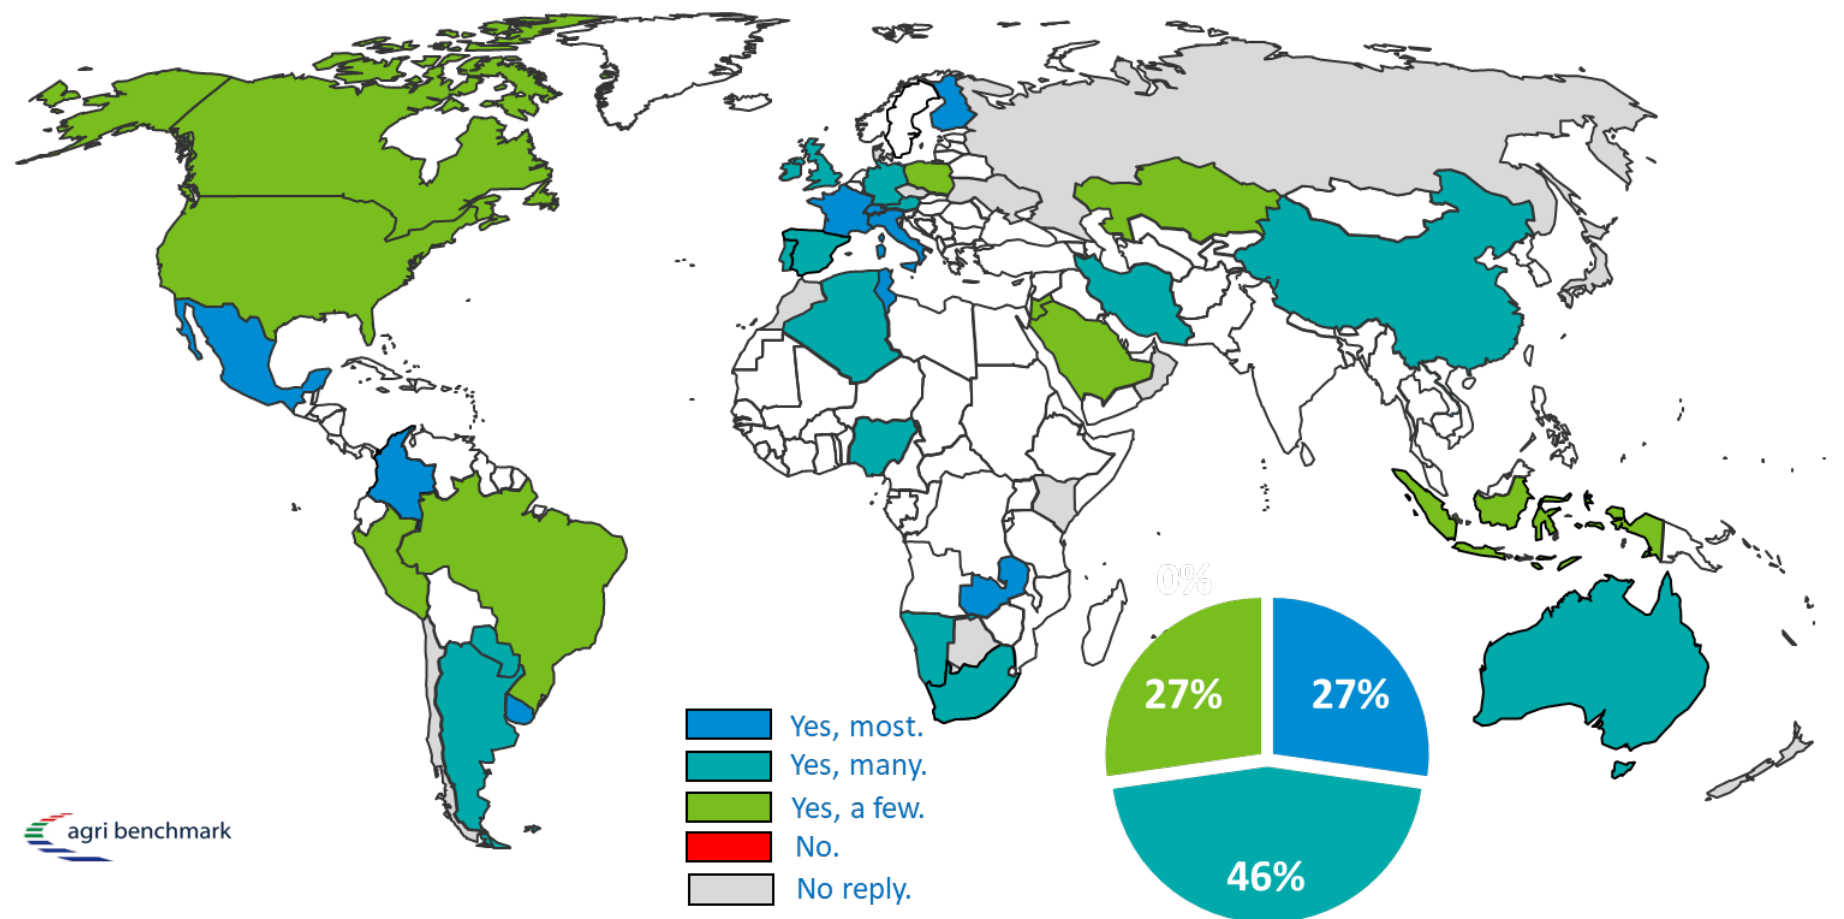 0%
27%
27%
46%
Yes, most.
Yes, many.
Yes, a few.
No.
No reply.
agri benchmark